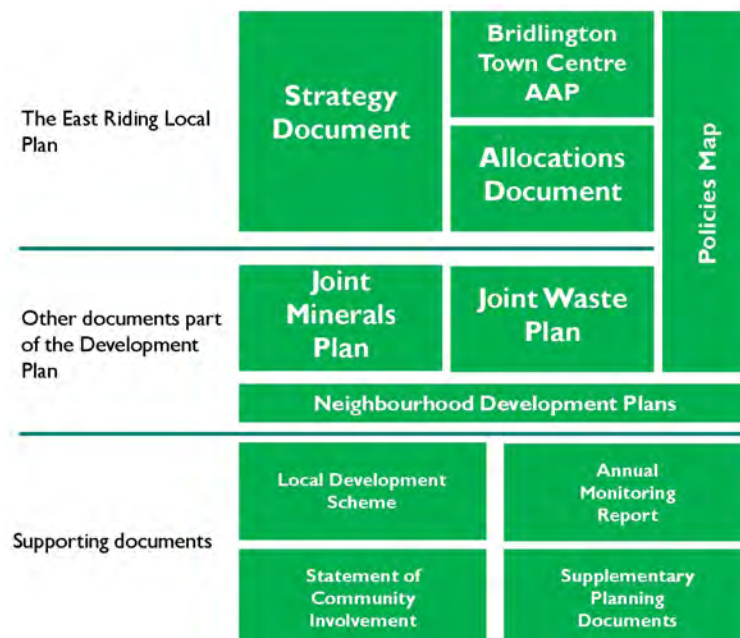 The East Riding Local
Plan
Strategy
Document
Bridlington
Town Centre
AAP
Allocations
Document
Policies Map
Other documents part
of the Development
Plan
Joint
Minerals
Plan
Joint Waste
Plan
Neighbourhood Development Plans
Supporting documents
Local Development
Scheme
Annual
Monitoring
Report
Statement of
Community
Involvement
Supplementary
Planning
Documents